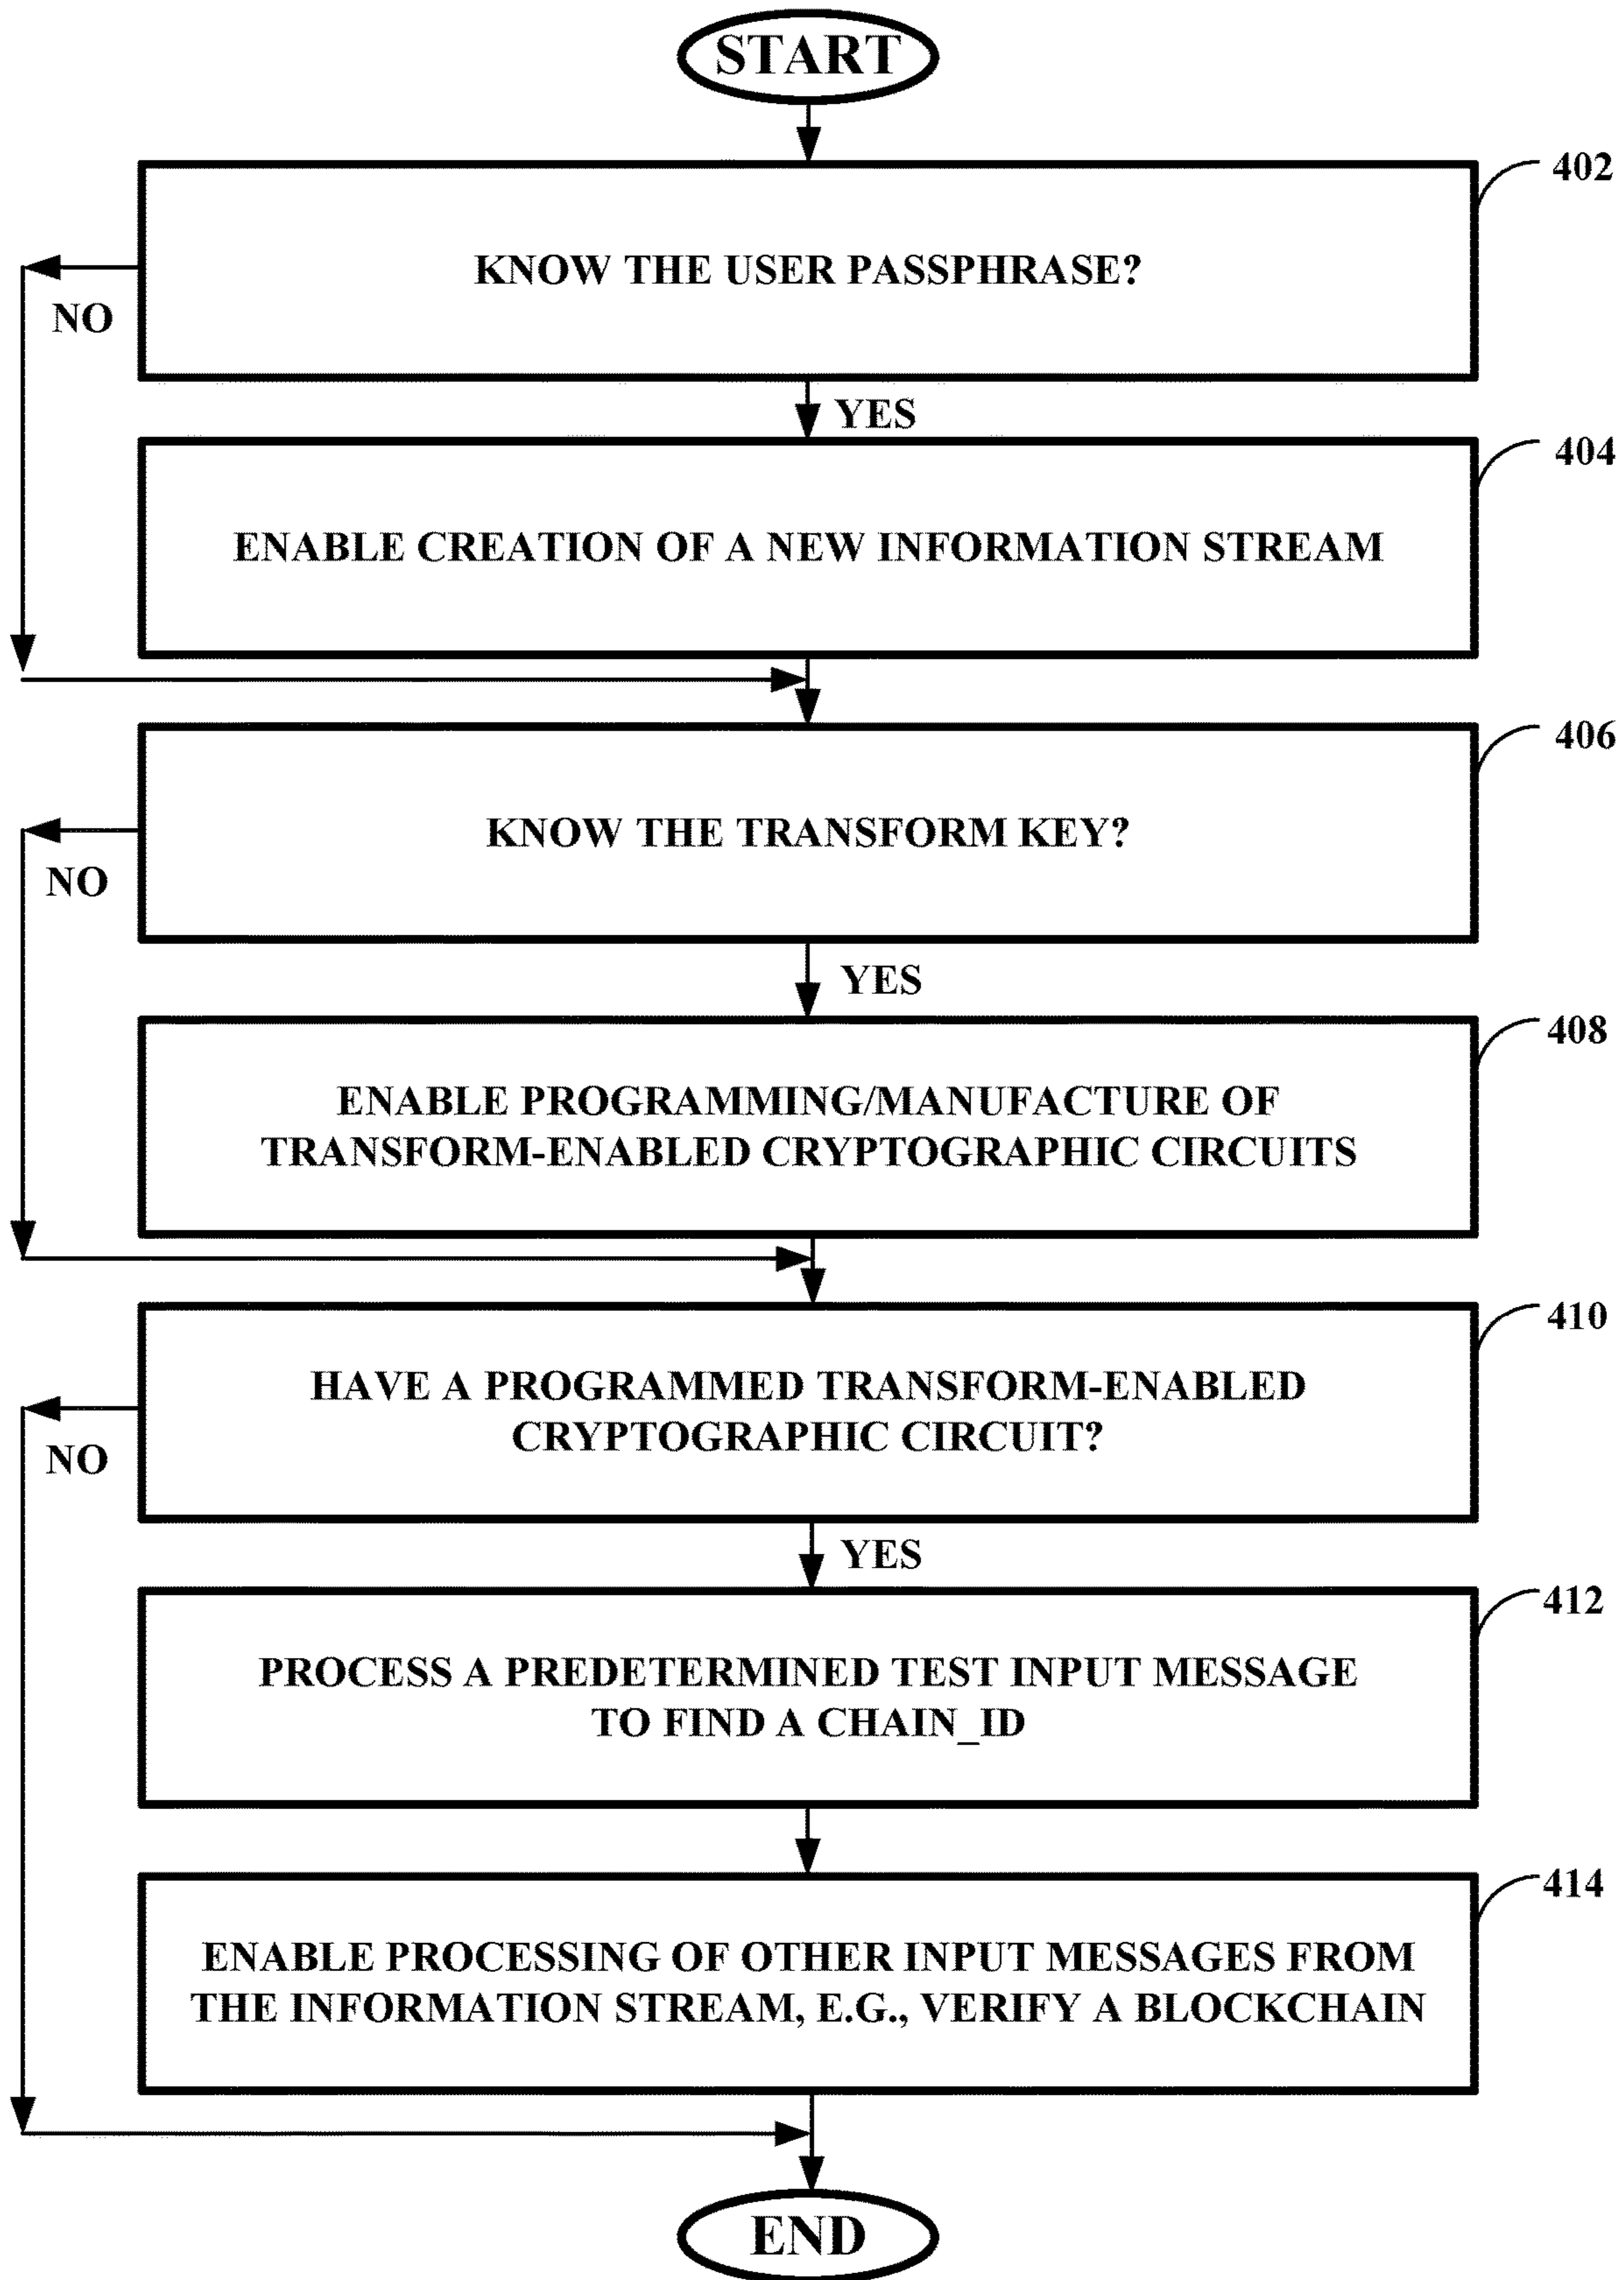 START
402
KNOW THE USER PASSPHRASE?
NO
YES
404
ENABLE CREATION OF A NEW INFORMATION STREAM
406
KNOW THE TRANSFORM KEY?
NO
YES
408
ENABLE PROGRAMMING/MANUFACTURE OF
TRANSFORM-ENABLED CRYPTOGRAPHIC CIRCUITS
410
HAVE A PROGRAMMED TRANSFORM-ENABLED
CRYPTOGRAPHIC CIRCUIT?
NO
YES
412
PROCESS A PREDETERMINED TEST INPUT MESSAGE
TO FIND A CHAIN_ID
414
ENABLE PROCESSING OF OTHER INPUT MESSAGES FROM
THE INFORMATION STREAM, E.G., VERIFY A BLOCKCHAIN
END